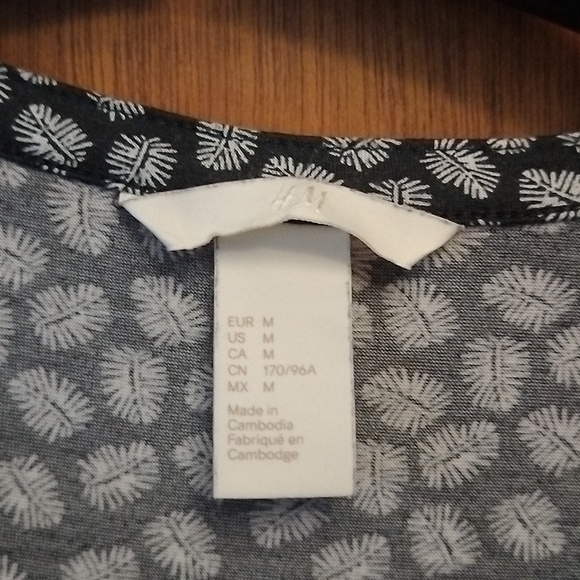 H&M
EUR M
US M
CA M
CN 170/96A
MX M
Made in
Cambodia
Fabriqué en
Cambodge